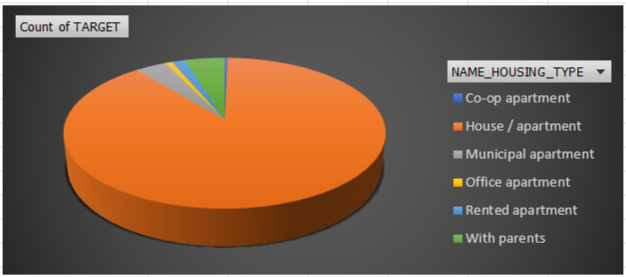 Count of TARGET
NAME_HOUSING_TYPE
Co-op apartment
House / apartment
Municipal apartment
Office apartment
Rented apartment
With parents